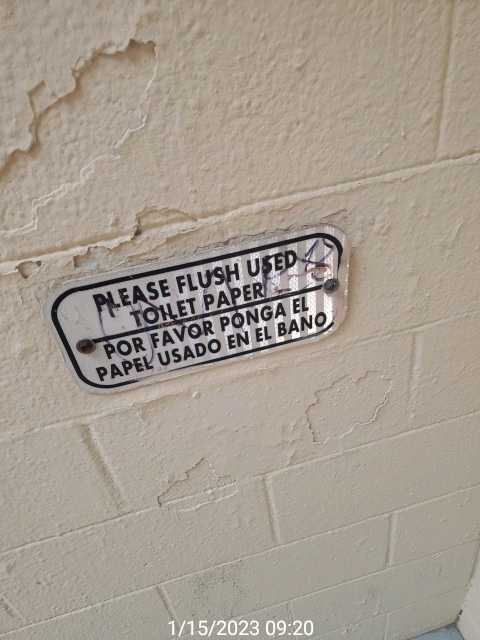 PLEASE FLUSH USED
TOILET PAPER
POR FAVOR PONGA EL
PAPEL USADO EN EL BANO
1/15/2023 09:20